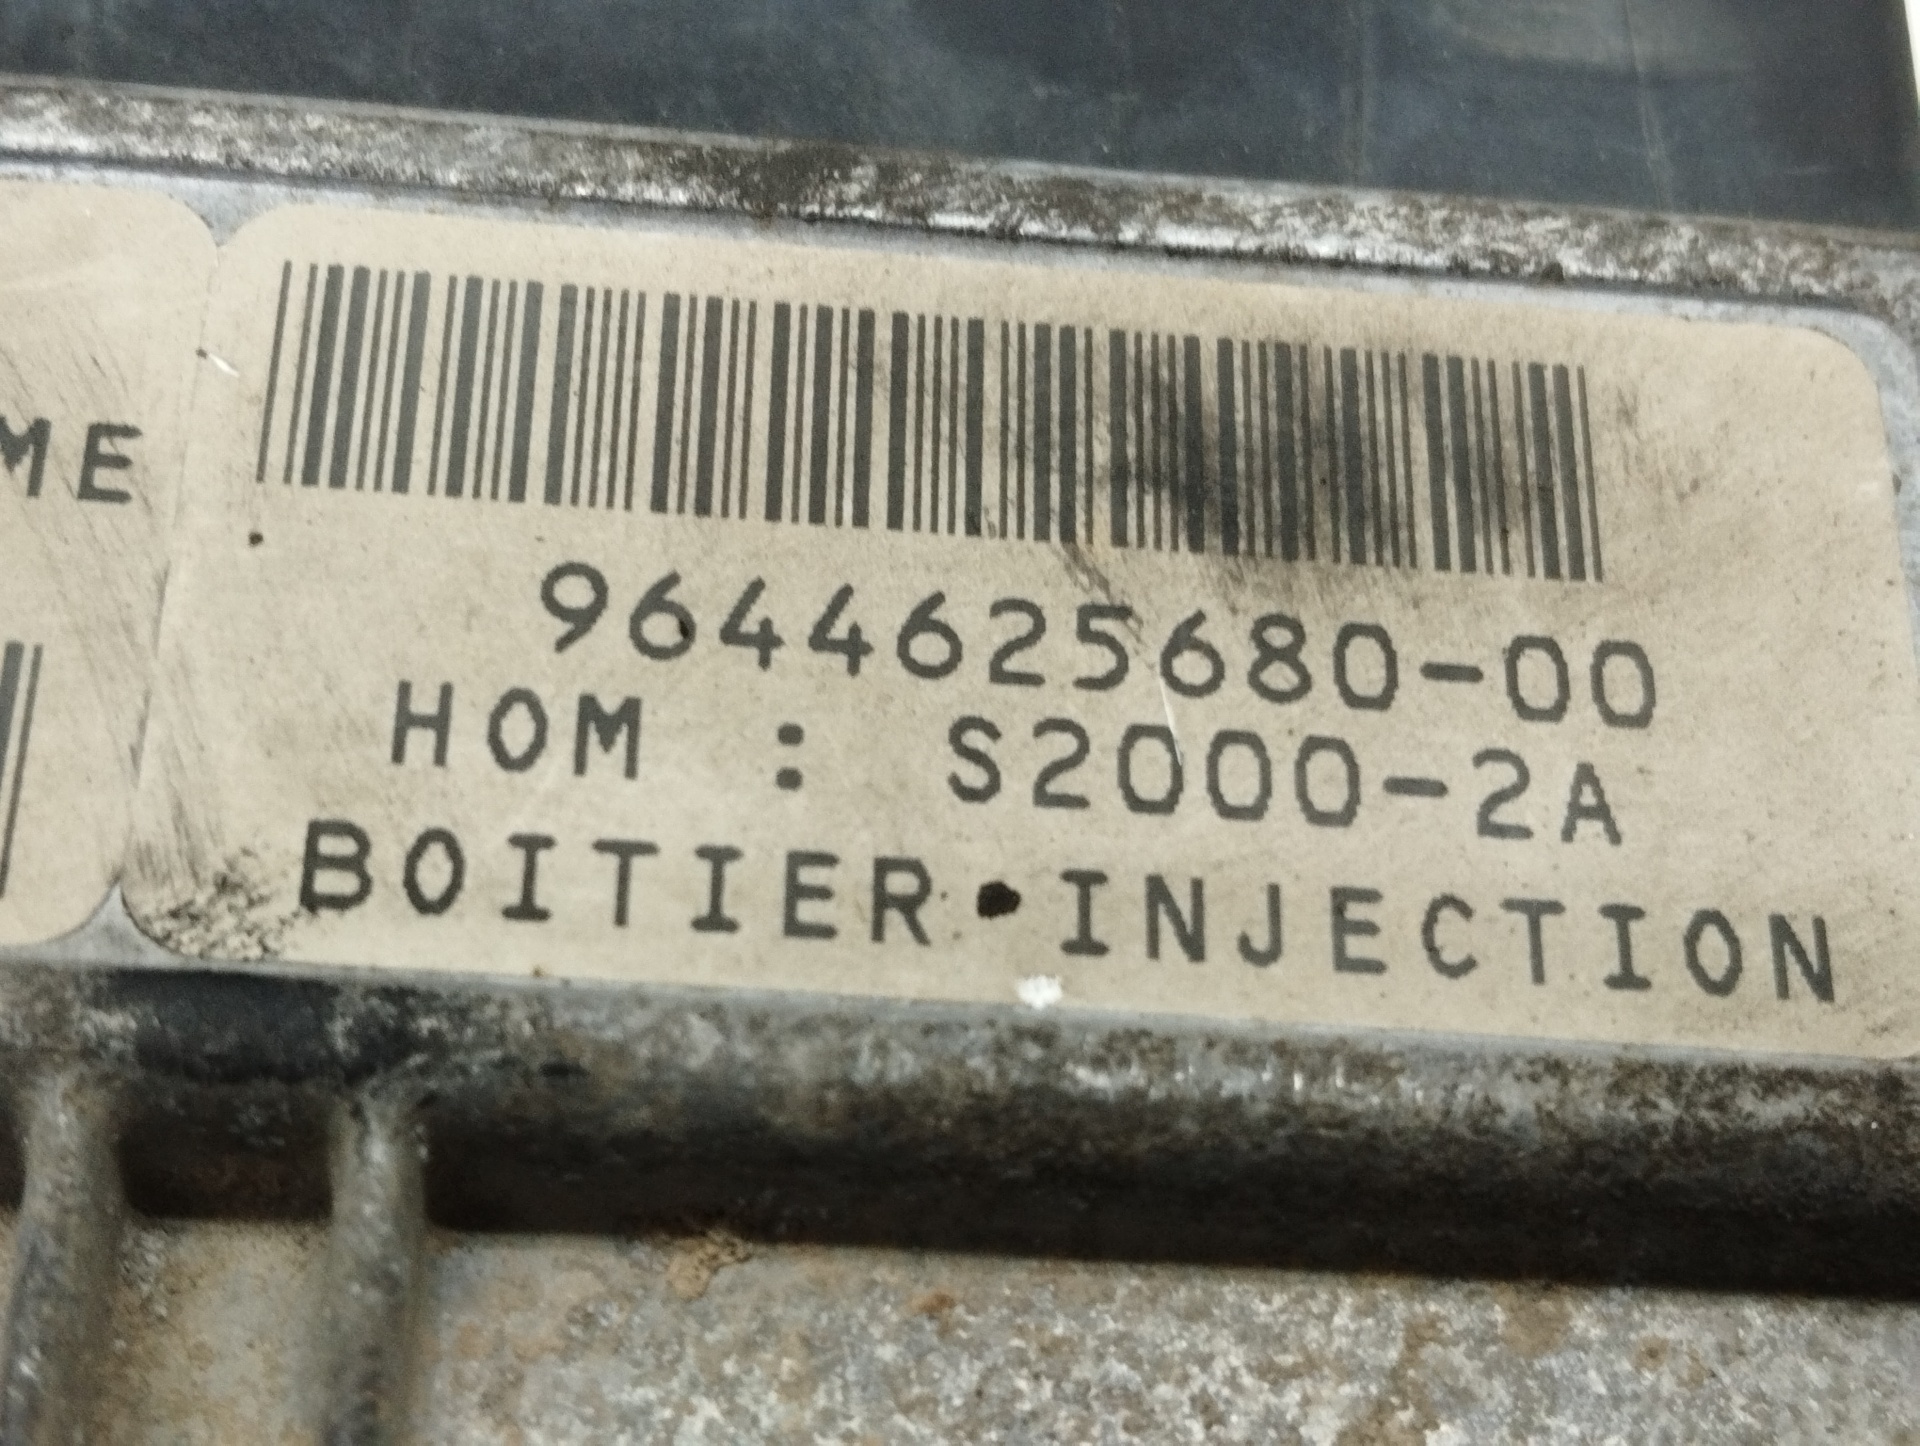 ME
9644625680-00
HOM : S2000-2A
BOITIER INJECTION